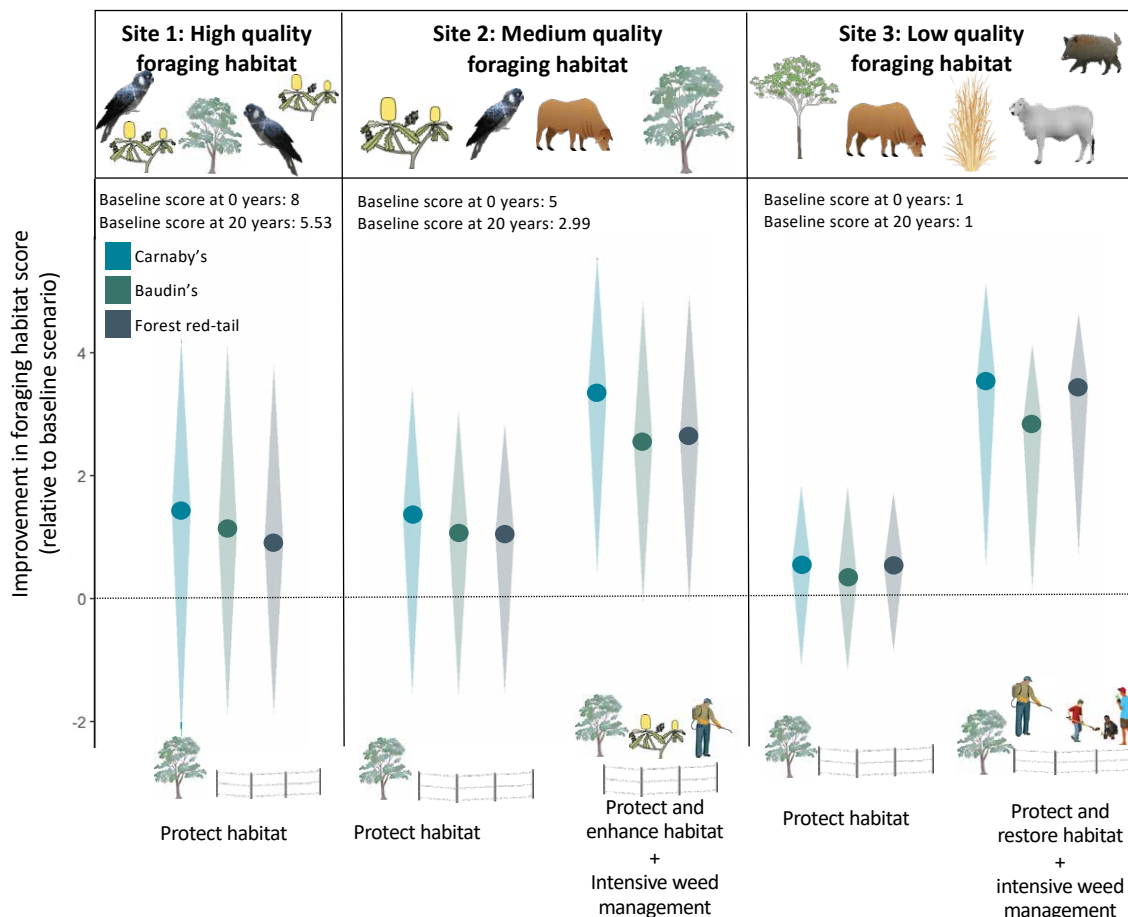 Site 1: High quality
foraging habitat
Site 2: Medium quality
foraging habitat
Site 3: Low quality
foraging habitat
Baseline score at 0 years: 8
Baseline score at 20 years: 5.53
Baseline score at 0 years: 5
Baseline score at 20 years: 2.99
Baseline score at 0 years: 1
Baseline score at 20 years: 1
Carnaby's
Baudin's
Forest red-tail
Improvement in foraging habitat score
(relative to baseline scenario)
4
2
0
-2
Protect habitat
Protect habitat
Protect and
enhance habitat
+
Intensive weed
management
Protect habitat
Protect and
restore habitat
+
intensive weed
management